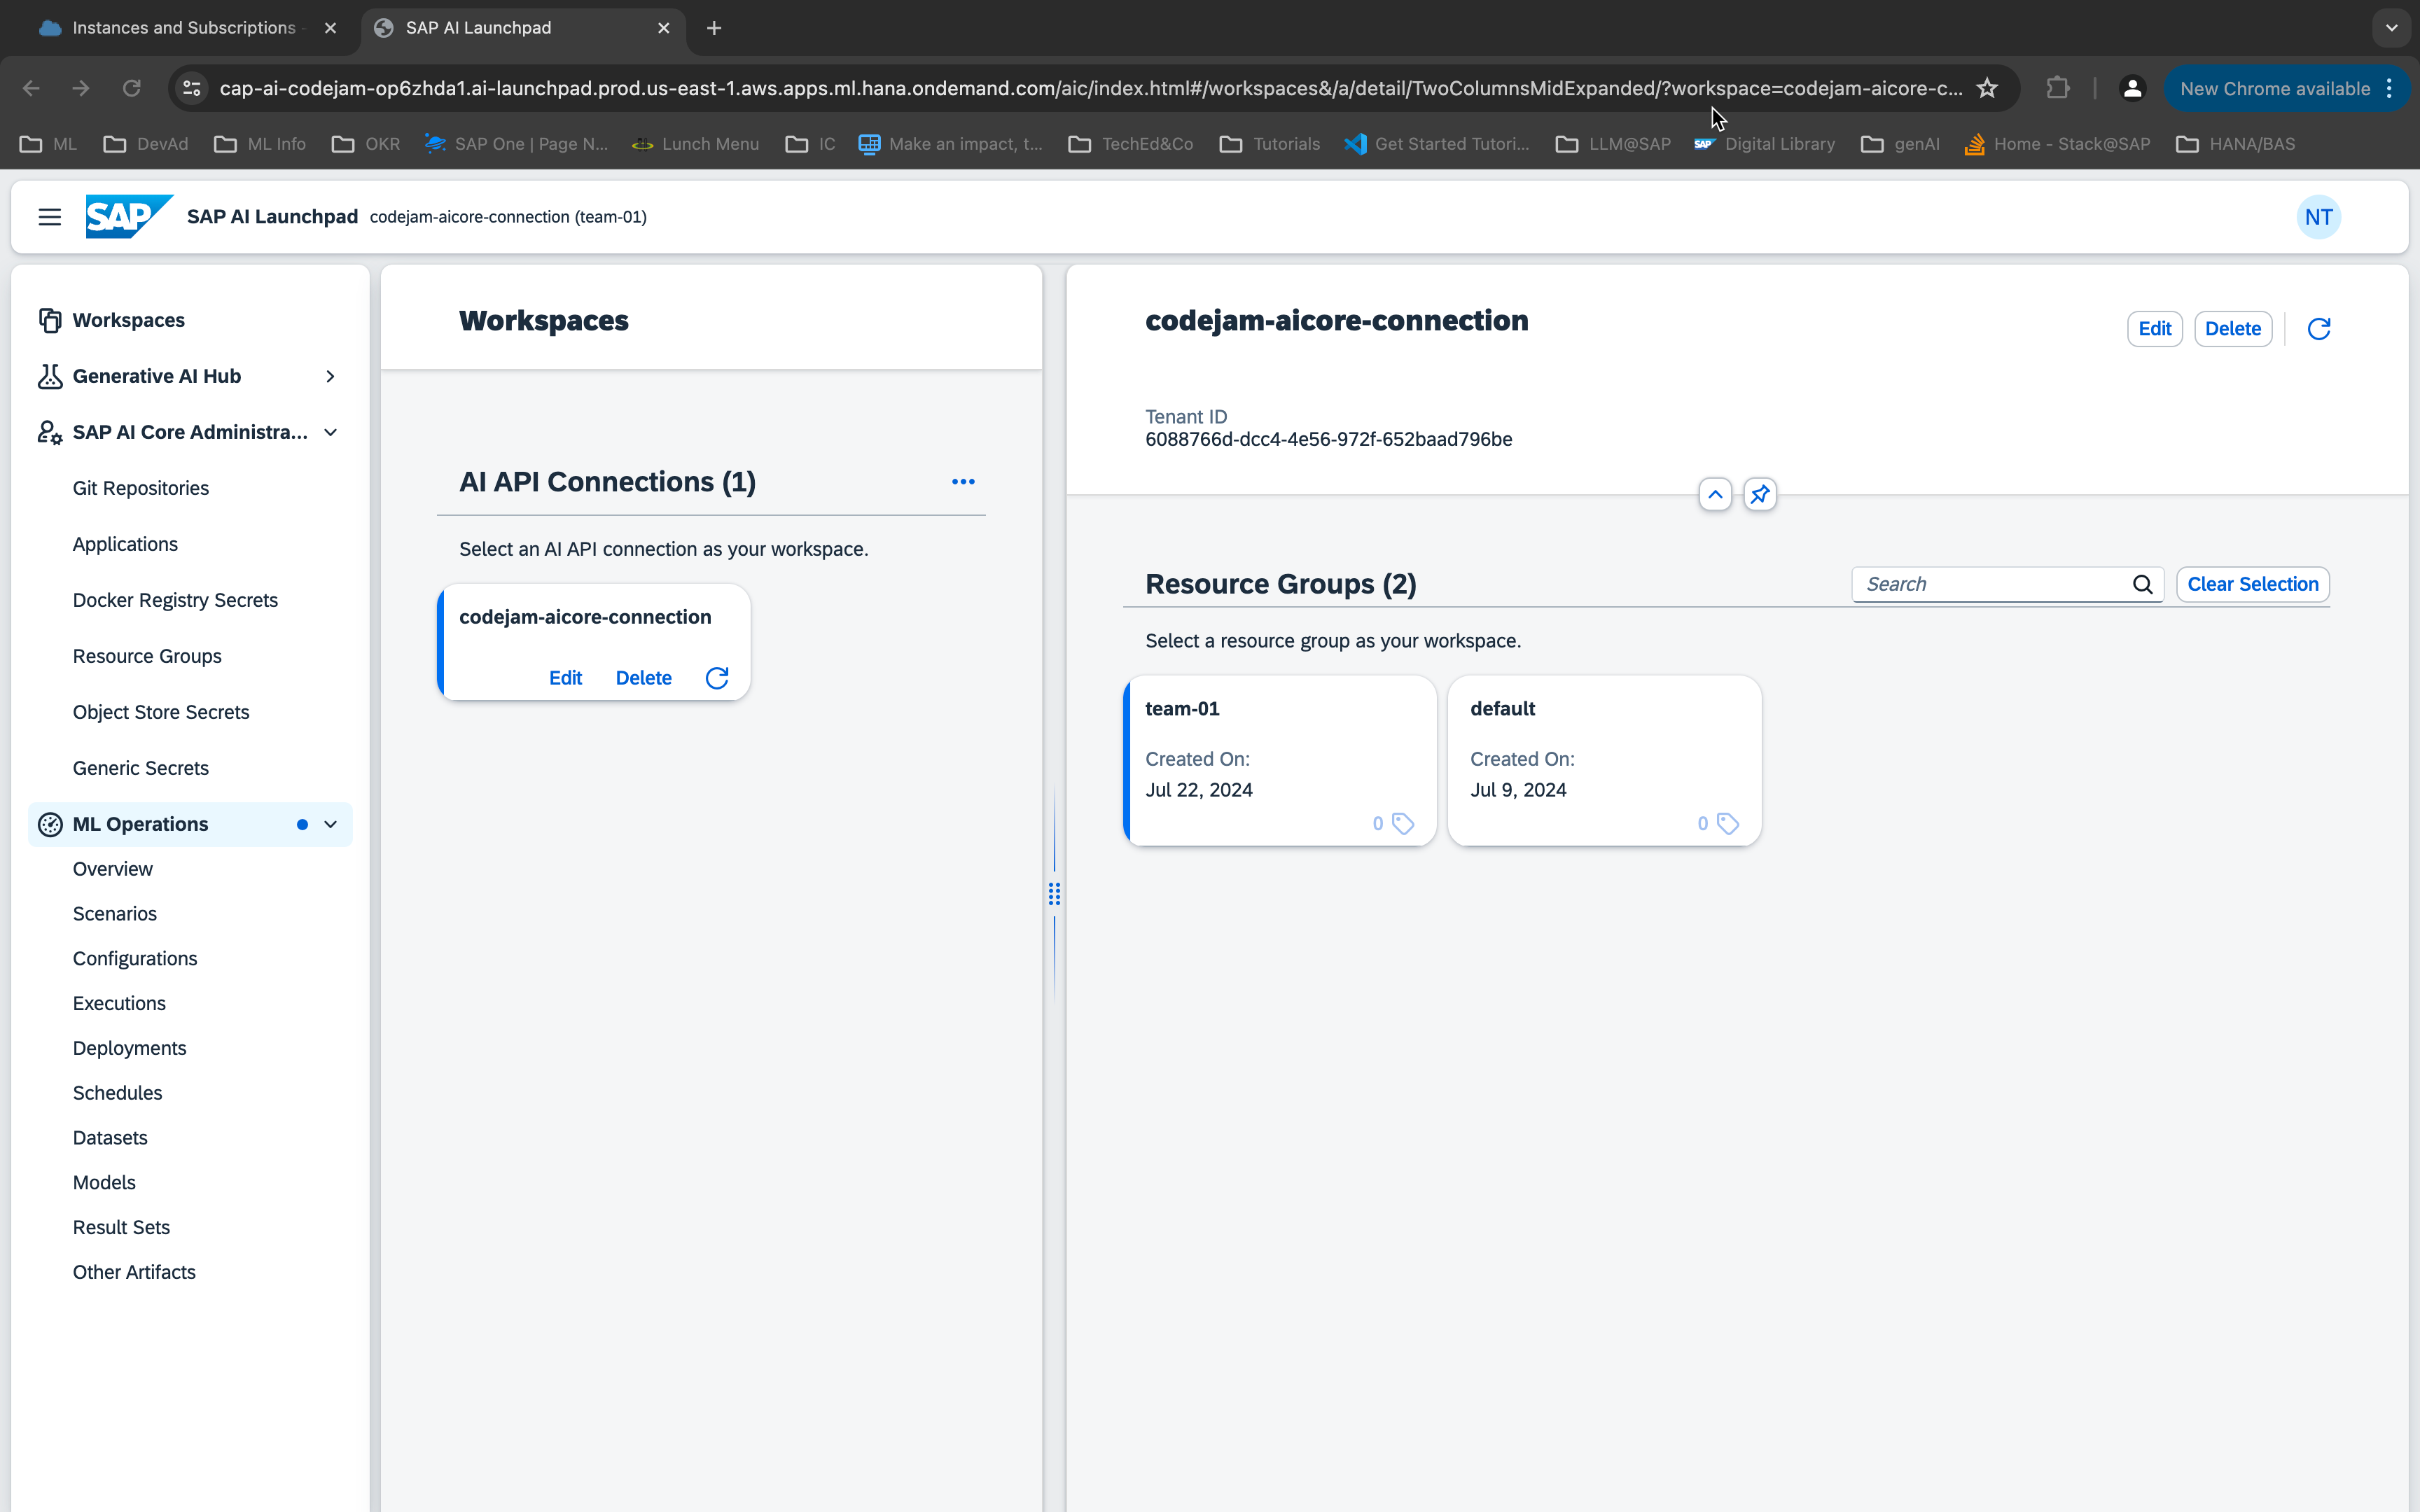 Instances and Subscriptions -
SAP AI Launchpad
cap-ai-codejam-op6zhda1.ai-launchpad.prod.us-east-1.aws.apps.ml.hana.ondemand.com/aic/index.html#/workspaces&/a/detail/TwoColumnsMidExpanded/?workspace=codejam-aicore-c...
New Chrome available
ML
DevAd
ML Info
OKR
SAP One | Page N...
Lunch Menu
IC
Make an impact, t...
TechEd&Co
Tutorials
Get Started Tutori...
LLM@SAP
SAP
Digital Library
genAI
Home - Stack@SAP
HANA/BAS
SAP
SAP AI Launchpad
codejam-aicore-connection (team-01)
NT
Workspaces
Generative AI Hub
SAP AI Core Administra...
Git Repositories
Applications
Docker Registry Secrets
Resource Groups
Object Store Secrets
Generic Secrets
ML Operations
Overview
Scenarios
Configurations
Executions
Deployments
Schedules
Datasets
Models
Result Sets
Other Artifacts
Workspaces
AI API Connections (1)
Select an AI API connection as your workspace.
codejam-aicore-connection
Edit
Delete
codejam-aicore-connection
Edit
Delete
Tenant ID
6088766d-dcc4-4e56-972f-652baad796be
Resource Groups (2)
Search
Clear Selection
Select a resource group as your workspace.
team-01
Created On:
Jul 22, 2024
0
default
Created On:
Jul 9, 2024
0